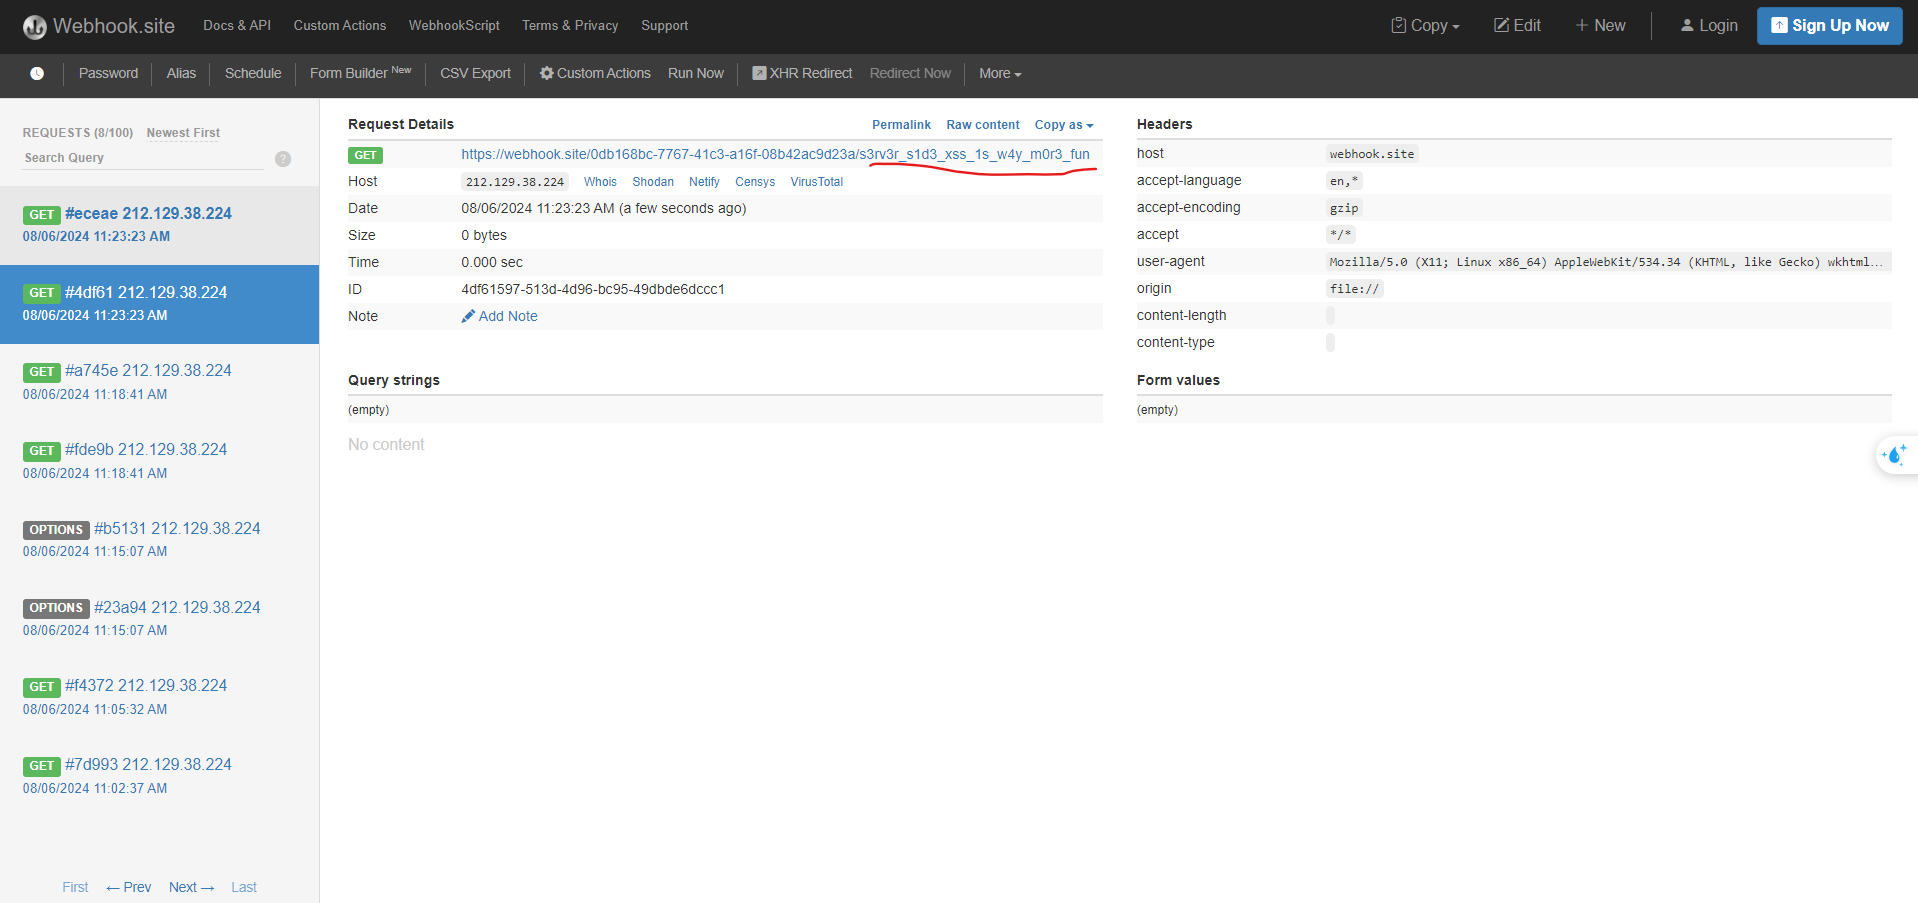 Webhook.site Docs & API Custom Actions WebhookScript Terms & Privacy Support Copy Edit + New Login Sign Up Now
Password Alias Schedule Form Builder New CSV Export Custom Actions Run Now XHR Redirect Redirect Now More
REQUESTS (8/100) Newest First
Search Query ?
GET #eceae 212.129.38.224
08/06/2024 11:23:23 AM
GET #4df61 212.129.38.224
08/06/2024 11:23:23 AM
GET #a745e 212.129.38.224
08/06/2024 11:18:41 AM
GET #fde9b 212.129.38.224
08/06/2024 11:18:41 AM
OPTIONS #b5131 212.129.38.224
08/06/2024 11:15:07 AM
OPTIONS #23a94 212.129.38.224
08/06/2024 11:15:07 AM
GET #f4372 212.129.38.224
08/06/2024 11:05:32 AM
GET #7d993 212.129.38.224
08/06/2024 11:02:37 AM
First ← Prev Next → Last
Request Details Permalink Raw content Copy as
GET https://webhook.site/0db168bc-7767-41c3-a16f-08b42ac9d23a/s3rv3r_s1d3_xss_1s_w4y_m0r3_fun
Host 212.129.38.224 Whois Shodan Netify Censys VirusTotal
Date 08/06/2024 11:23:23 AM (a few seconds ago)
Size 0 bytes
Time 0.000 sec
ID 4df61597-513d-4d96-bc95-49dbde6dccc1
Note Add Note
Query strings
(empty)
No content
Headers
host webhook.site
accept-language en,*
accept-encoding gzip
accept */*
user-agent Mozilla/5.0 (X11; Linux x86_64) AppleWebKit/534.34 (KHTML, like Gecko) wkhtml...
origin file://
content-length
content-type
Form values
(empty)